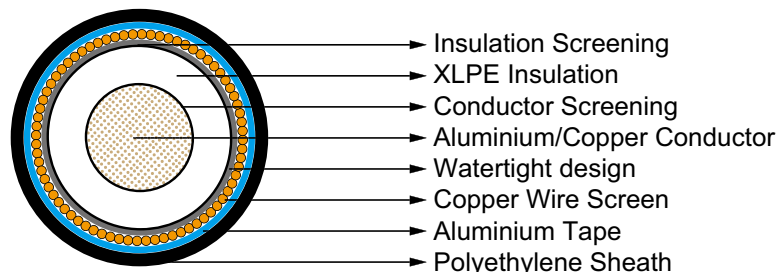 Insulation Screening
XLPE Insulation
Conductor Screening
Aluminium/Copper Conductor
Watertight design
Copper Wire Screen
Aluminium Tape
Polyethylene Sheath